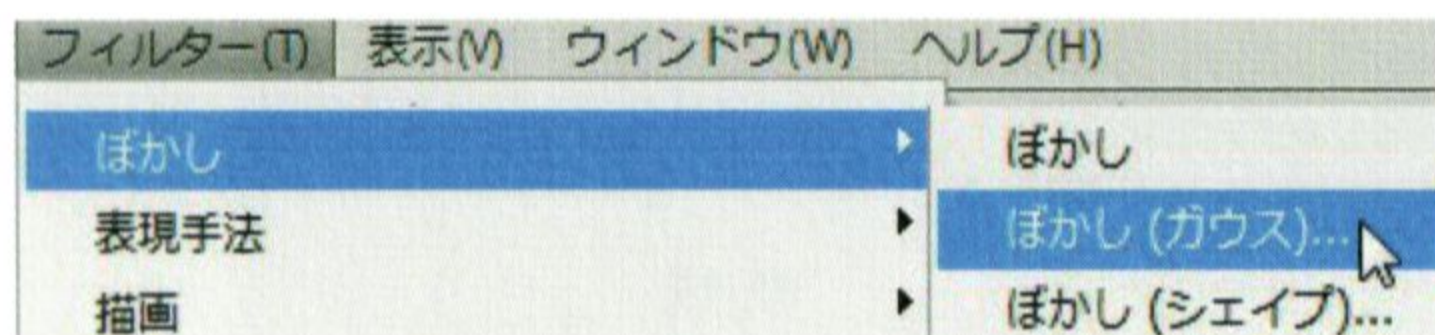 フィルター(T) 表示(V) ウィンドウ(W) ヘルプ(H)
ぼかし
表現手法
描画
ぼかし
ぼかし (ガウス)...
ぼかし (シェイプ)...